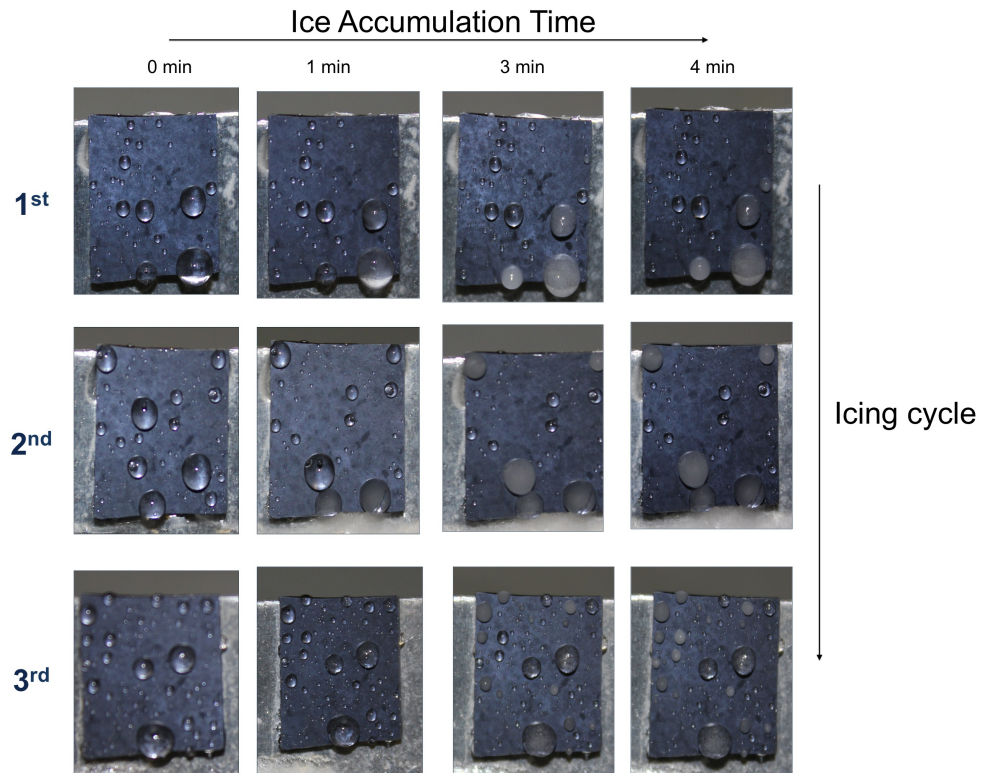 Ice Accumulation Time
0 min
1 min
3 min
4 min
1st
2nd
Icing cycle
3rd